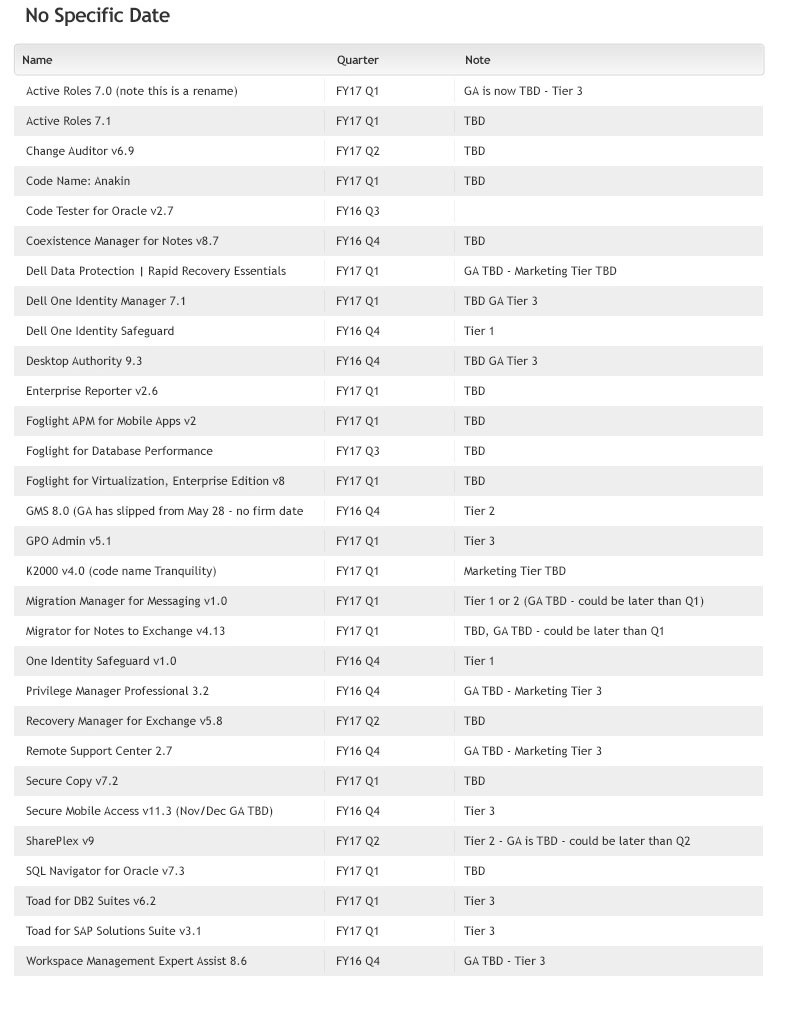 No Specific Date
Name Quarter Note
Active Roles 7.0 (note this is a rename) FY17 Q1 GA is now TBD - Tier 3
Active Roles 7.1 FY17 Q1 TBD
Change Auditor v6.9 FY17 Q2 TBD
Code Name: Anakin FY17 Q1 TBD
Code Tester for Oracle v2.7 FY16 Q3
Coexistence Manager for Notes v8.7 FY16 Q4 TBD
Dell Data Protection | Rapid Recovery Essentials FY17 Q1 GA TBD - Marketing Tier TBD
Dell One Identity Manager 7.1 FY17 Q1 TBD GA Tier 3
Dell One Identity Safeguard FY16 Q4 Tier 1
Desktop Authority 9.3 FY16 Q4 TBD GA Tier 3
Enterprise Reporter v2.6 FY17 Q1 TBD
Foglight APM for Mobile Apps v2 FY17 Q1 TBD
Foglight for Database Performance FY17 Q3 TBD
Foglight for Virtualization, Enterprise Edition v8 FY17 Q1 TBD
GMS 8.0 (GA has slipped from May 28 - no firm date FY16 Q4 Tier 2
GPO Admin v5.1 FY17 Q1 Tier 3
K2000 v4.0 (code name Tranquility) FY17 Q1 Marketing Tier TBD
Migration Manager for Messaging v1.0 FY17 Q1 Tier 1 or 2 (GA TBD - could be later than Q1)
Migrator for Notes to Exchange v4.13 FY17 Q1 TBD, GA TBD - could be later than Q1
One Identity Safeguard v1.0 FY16 Q4 Tier 1
Privilege Manager Professional 3.2 FY16 Q4 GA TBD - Marketing Tier 3
Recovery Manager for Exchange v5.8 FY17 Q2 TBD
Remote Support Center 2.7 FY16 Q4 GA TBD - Marketing Tier 3
Secure Copy v7.2 FY17 Q1 TBD
Secure Mobile Access v11.3 (Nov/Dec GA TBD) FY16 Q4 Tier 3
SharePlex v9 FY17 Q2 Tier 2 - GA is TBD - could be later than Q2
SQL Navigator for Oracle v7.3 FY17 Q1 TBD
Toad for DB2 Suites v6.2 FY17 Q1 Tier 3
Toad for SAP Solutions Suite v3.1 FY17 Q1 Tier 3
Workspace Management Expert Assist 8.6 FY16 Q4 GA TBD - Tier 3